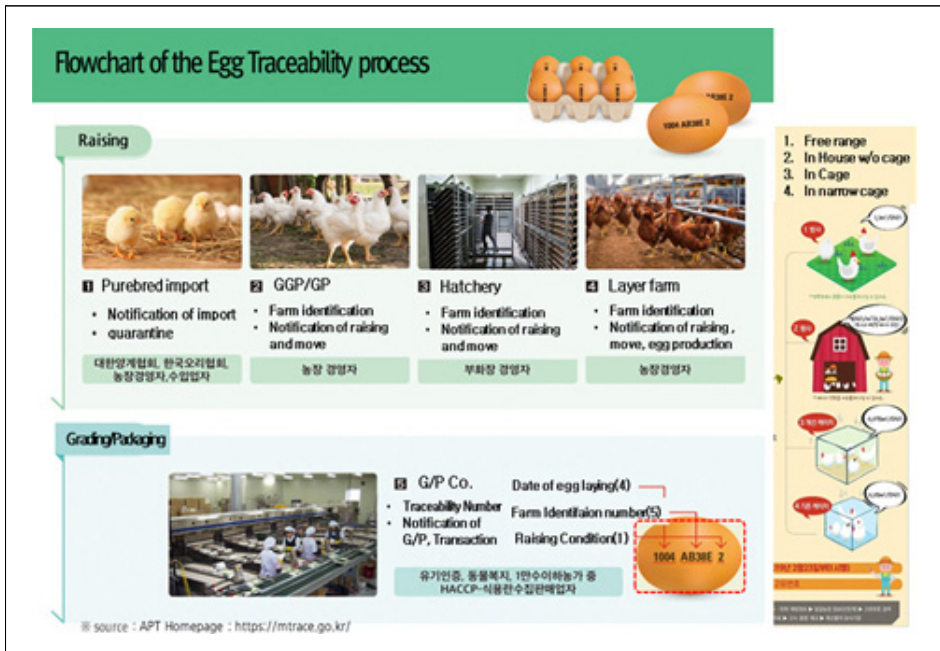 Flowchart of the Egg Traceability process
1004 AB38E 2
Raising
1 Purebred import
• Notification of import
• quarantine
대한양계협회, 한국오리협회,
농장경영자,수입업자
2 GGP/GP
• Farm identification
• Notification of raising
and move
농장 경영자
3 Hatchery
• Farm identification
• Notification of raising
and move
부화장 경영자
4 Layer farm
• Farm identification
• Notification of raising ,
move, egg production
농장경영자
1. Free range
2. In House w/o cage
3. In Cage
4. In narrow cage
Grading/Packaging
5 G/P Co.
• Traceability Number
• Notification of
G/P, Transaction
유기인증, 동물복지, 1만수이하농가 중
HACCP-식용란수집판매업자
Date of egg laying(4)
Farm Identifaion number(5)
Raising Condition(1)
1004 AB38E 2
※ source : APT Homepage : https://mtrace.go.kr/